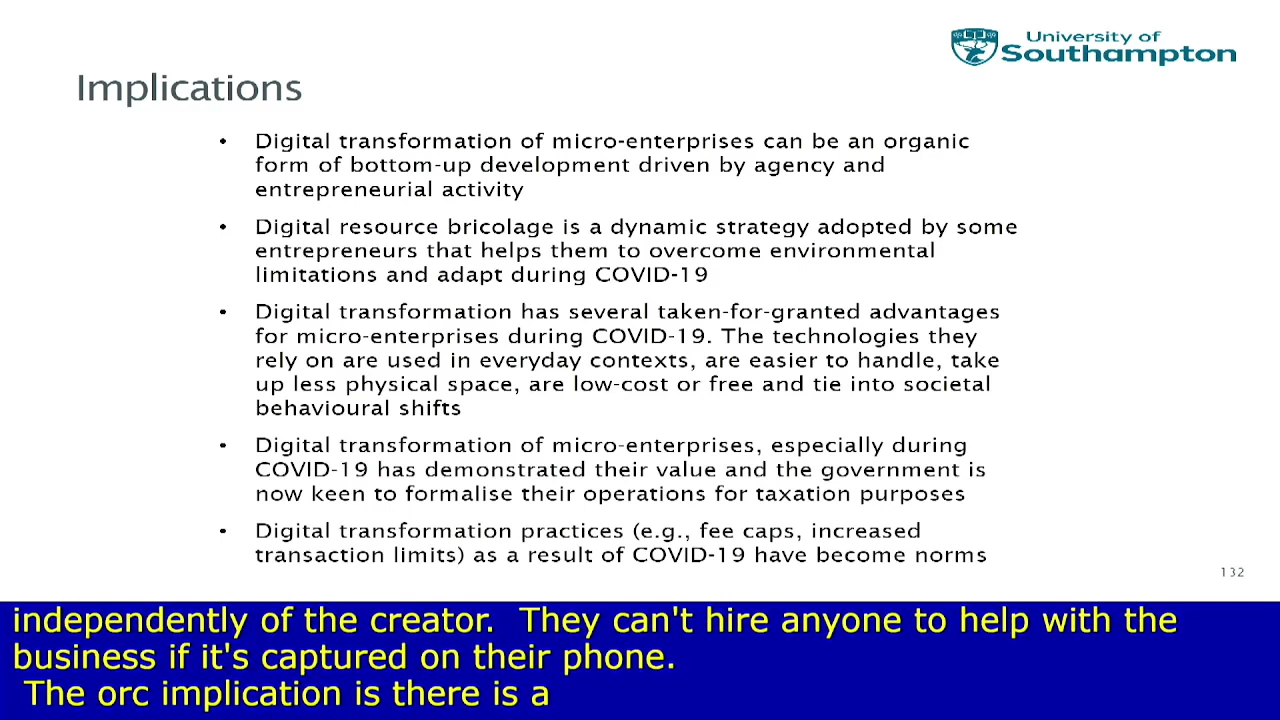 University of
Southampton
Implications
• Digital transformation of micro-enterprises can be an organic
form of bottom-up development driven by agency and
entrepreneurial activity
• Digital resource bricolage is a dynamic strategy adopted by some
entrepreneurs that helps them to overcome environmental
limitations and adapt during COVID-19
• Digital transformation has several taken-for-granted advantages
for micro-enterprises during COVID-19. The technologies they
rely on are used in everyday contexts, are easier to handle, take
up less physical space, are low-cost or free and tie into societal
behavioural shifts
• Digital transformation of micro-enterprises, especially during
COVID-19 has demonstrated their value and the government is
now keen to formalise their operations for taxation purposes
• Digital transformation practices (e.g., fee caps, increased
transaction limits) as a result of COVID-19 have become norms
132
independently of the creator. They can't hire anyone to help with the
business if it's captured on their phone.
The orc implication is there is a